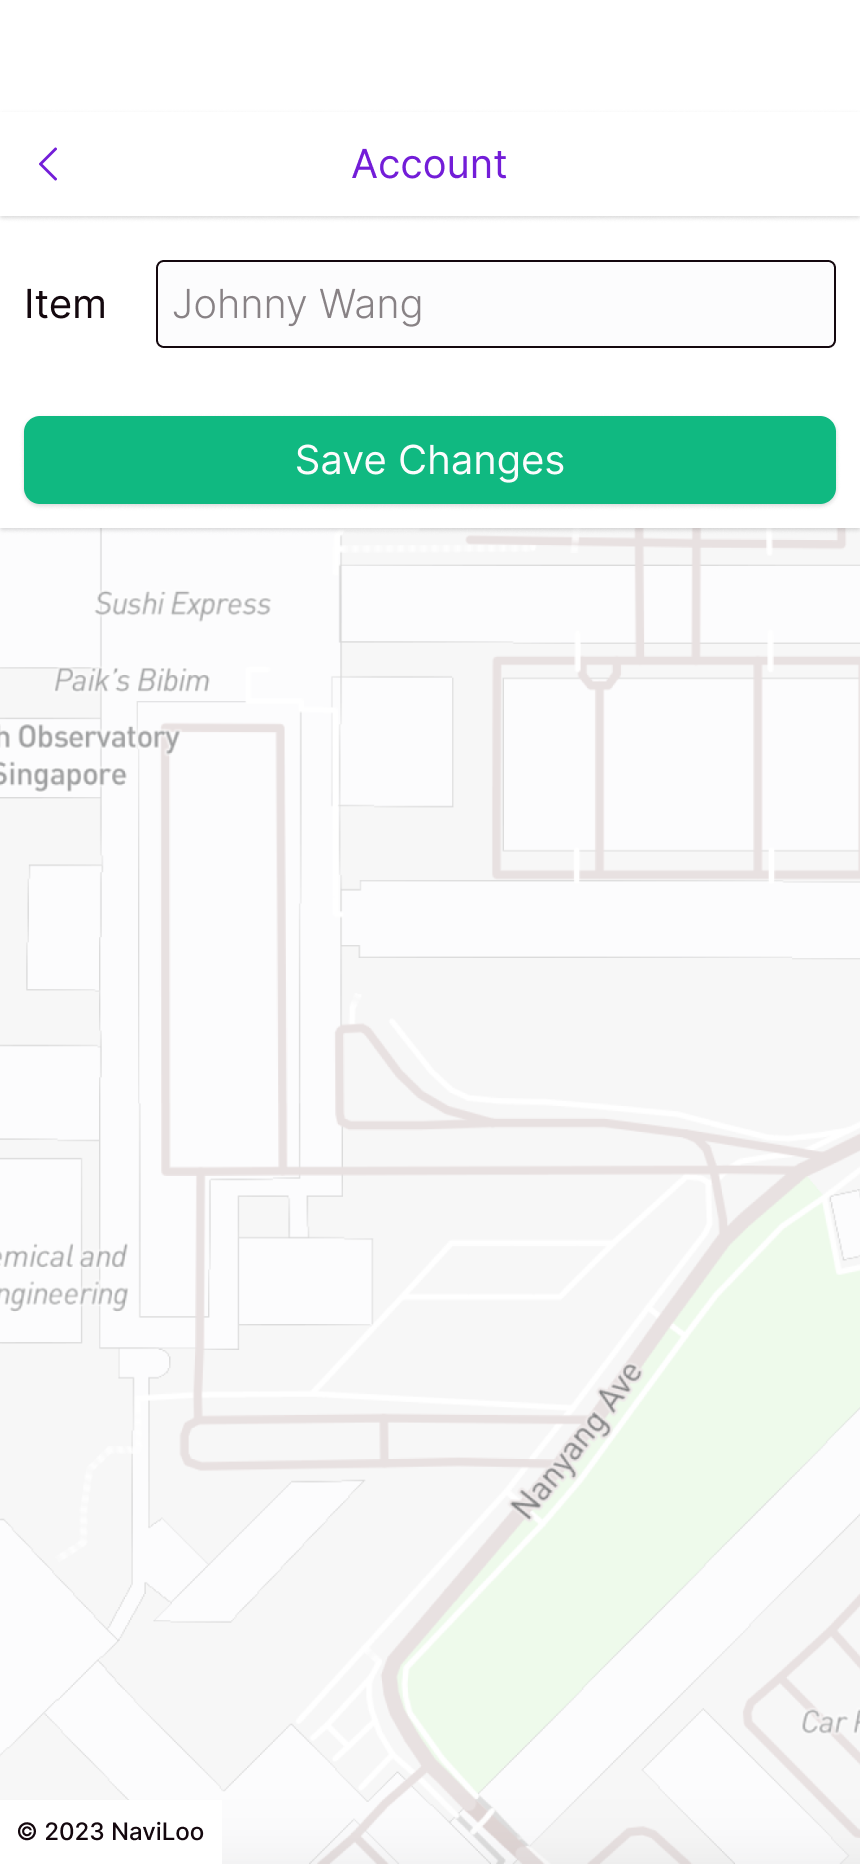 Account
Item
Johnny Wang
Save Changes
Sushi Express
Paik's Bibim
h Observatory
Singapore
emical and
ngineering
Nanyang Ave
Car
© 2023 NaviLoo